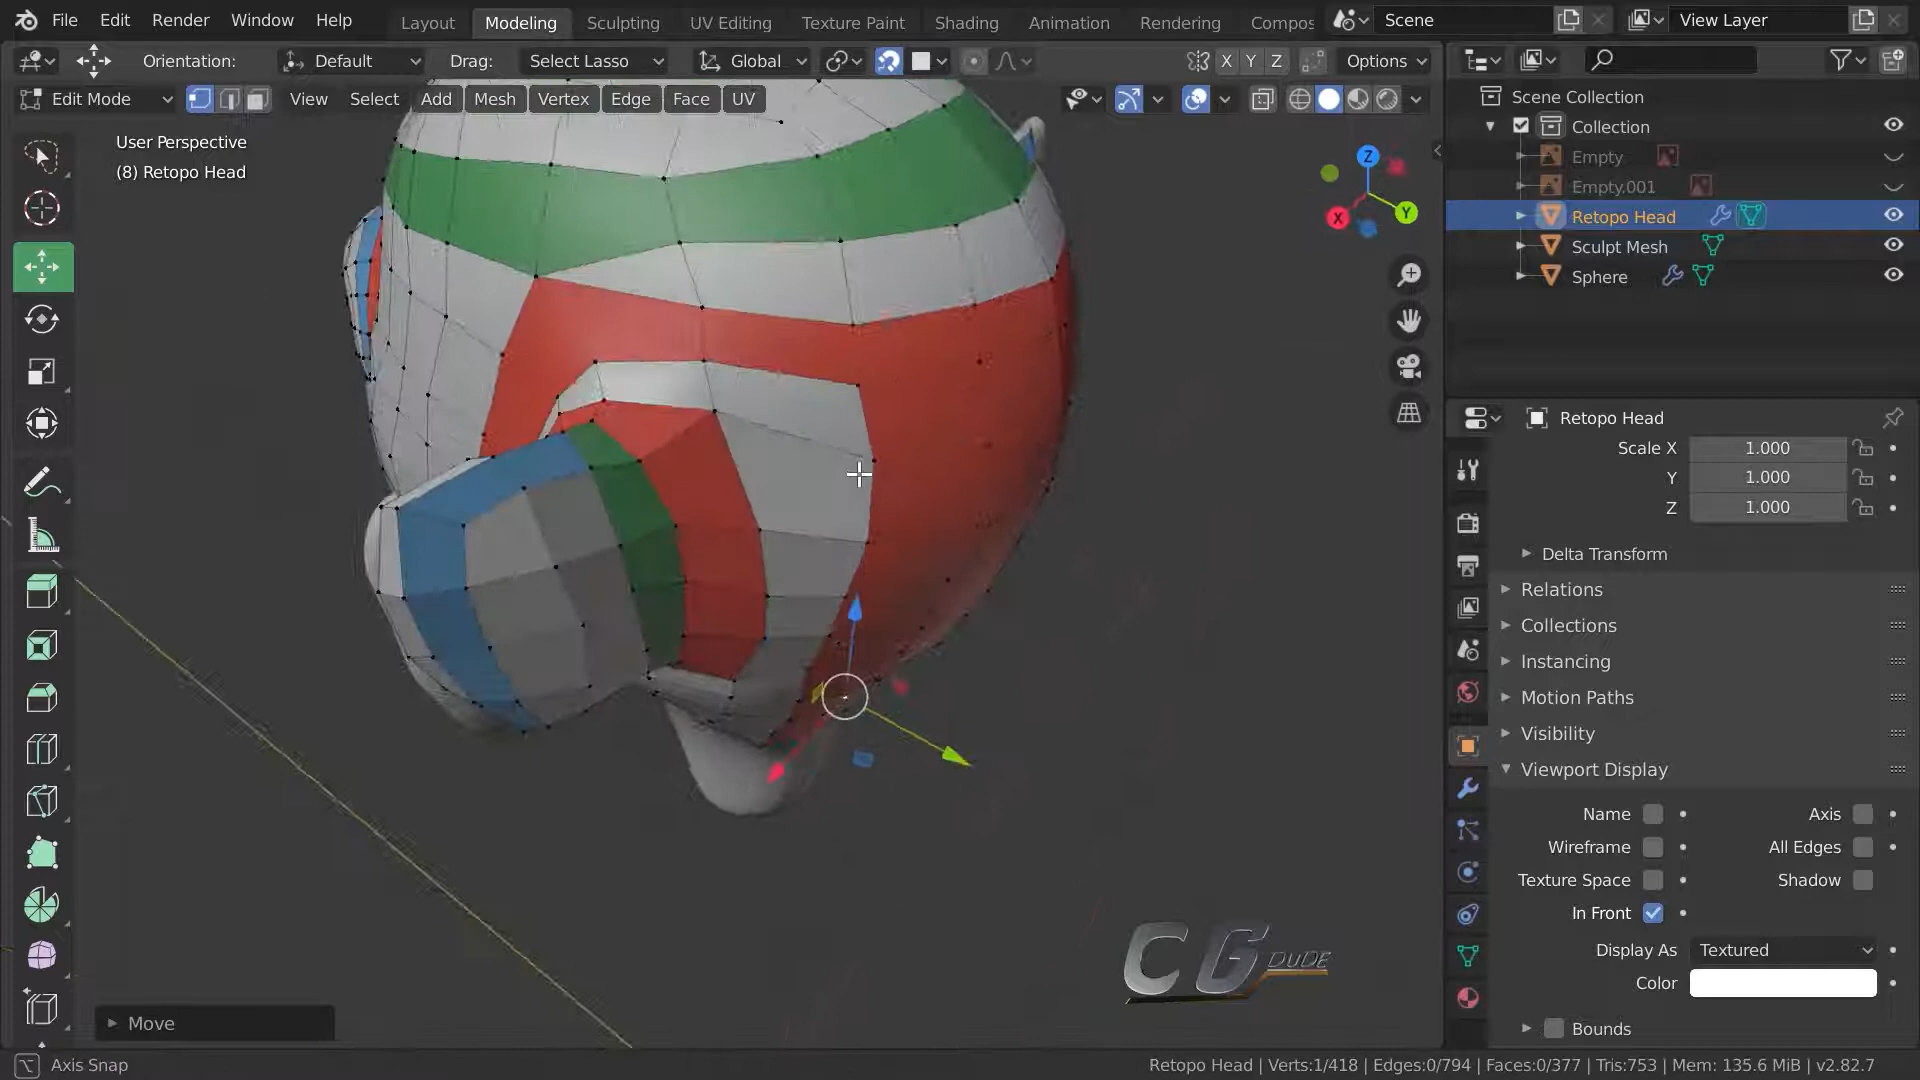 File Edit Render Window Help
Layout Modeling Sculpting UV Editing Texture Paint Shading Animation Rendering Compos
Scene
View Layer
Orientation: Default Drag: Select Lasso Global X Y Z Options
Edit Mode View Select Add Mesh Vertex Edge Face UV
User Perspective
(8) Retopo Head
Z
X
Y
Scene Collection
Collection
Empty
Empty.001
Retopo Head
Sculpt Mesh
Sphere
Retopo Head
Scale X 1.000
Y 1.000
Z 1.000
Delta Transform
Relations
Collections
Instancing
Motion Paths
Visibility
Viewport Display
Name Axis
Wireframe All Edges
Texture Space Shadow
In Front
Display As Textured
Color
Bounds
CG DUDE
Move
Axis Snap
Retopo Head | Verts:1/418 | Edges:0/794 | Faces:0/377 | Tris:753 | Mem: 135.6 MiB | v2.82.7